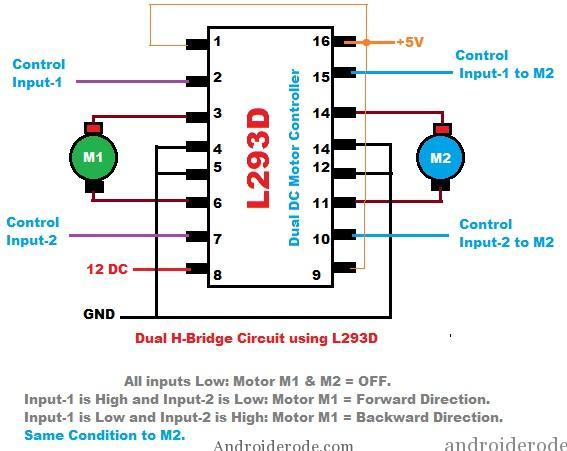 Control
Input-1
1
2
3
4
5
6
7
8
L293D
Dual DC Motor Controller
16
15
14
14
12
11
10
9
+5V
Control
Input-1 to M2
M1
M2
Control
Input-2
Control
Input-2 to M2
12 DC
GND
Dual H-Bridge Circuit using L293D
All inputs Low: Motor M1 & M2 = OFF.
Input-1 is High and Input-2 is Low: Motor M1 = Forward Direction.
Input-1 is Low and Input-2 is High: Motor M1 = Backward Direction.
Same Condition to M2.
Androiderode.com
androiderode